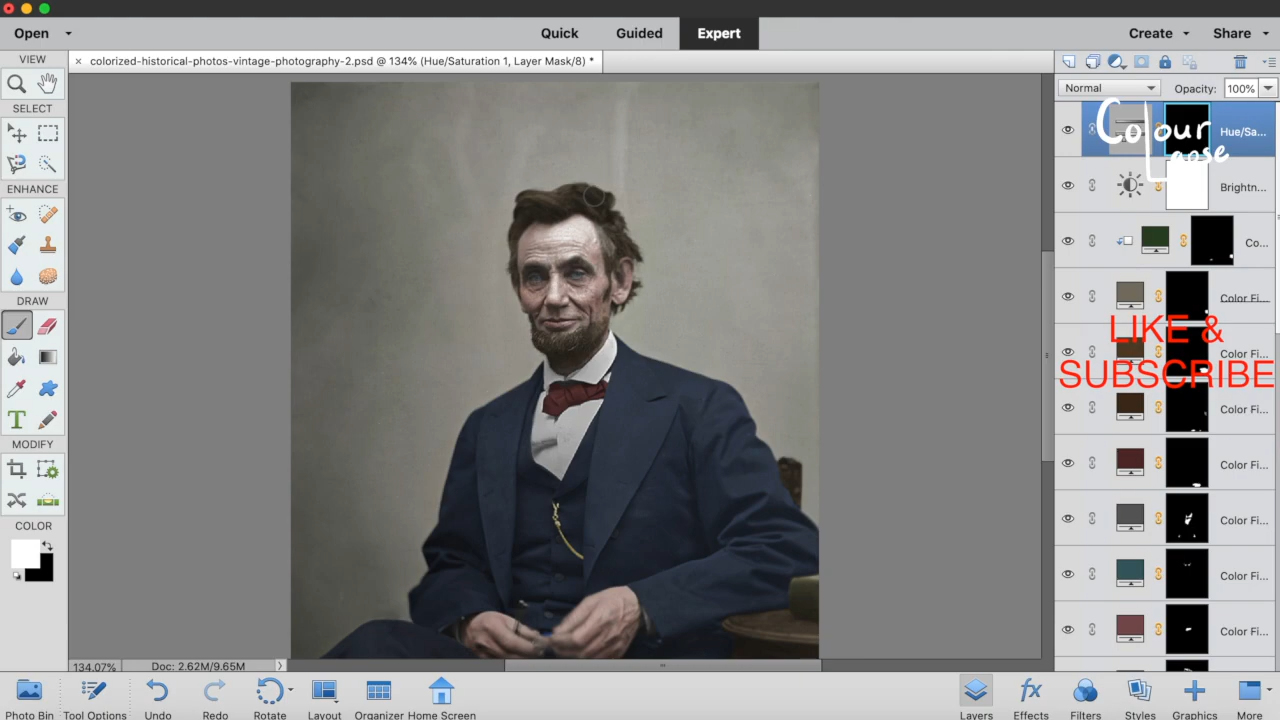 Open
Quick
Guided
Expert
Create
Share
VIEW
× colorized-historical-photos-vintage-photography-2.psd @ 134% (Hue/Saturation 1, Layer Mask/8) *
SELECT
ENHANCE
DRAW
T
MODIFY
COLOR
Normal
Opacity: 100%
Colour
Lapse
Hue/Sa...
Brightn...
Co...
Color Fi...
LIKE &
Color Fi...
SUBSCRIBE
Color Fi...
Color Fi...
Color Fi...
Color Fi...
Color Fi...
134.07%
Doc: 2.62M/9.65M
Photo Bin
Tool Options
Undo
Redo
Rotate
Layout
Organizer
Home Screen
Layers
fx
Effects
Filters
Styles
Graphics
More